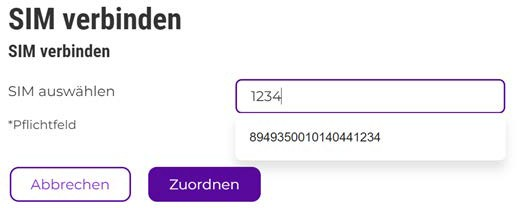 SIM verbinden
SIM verbinden
SIM auswählen
1234
*Pflichtfeld
8949350010140441234
Abbrechen
Zuordnen